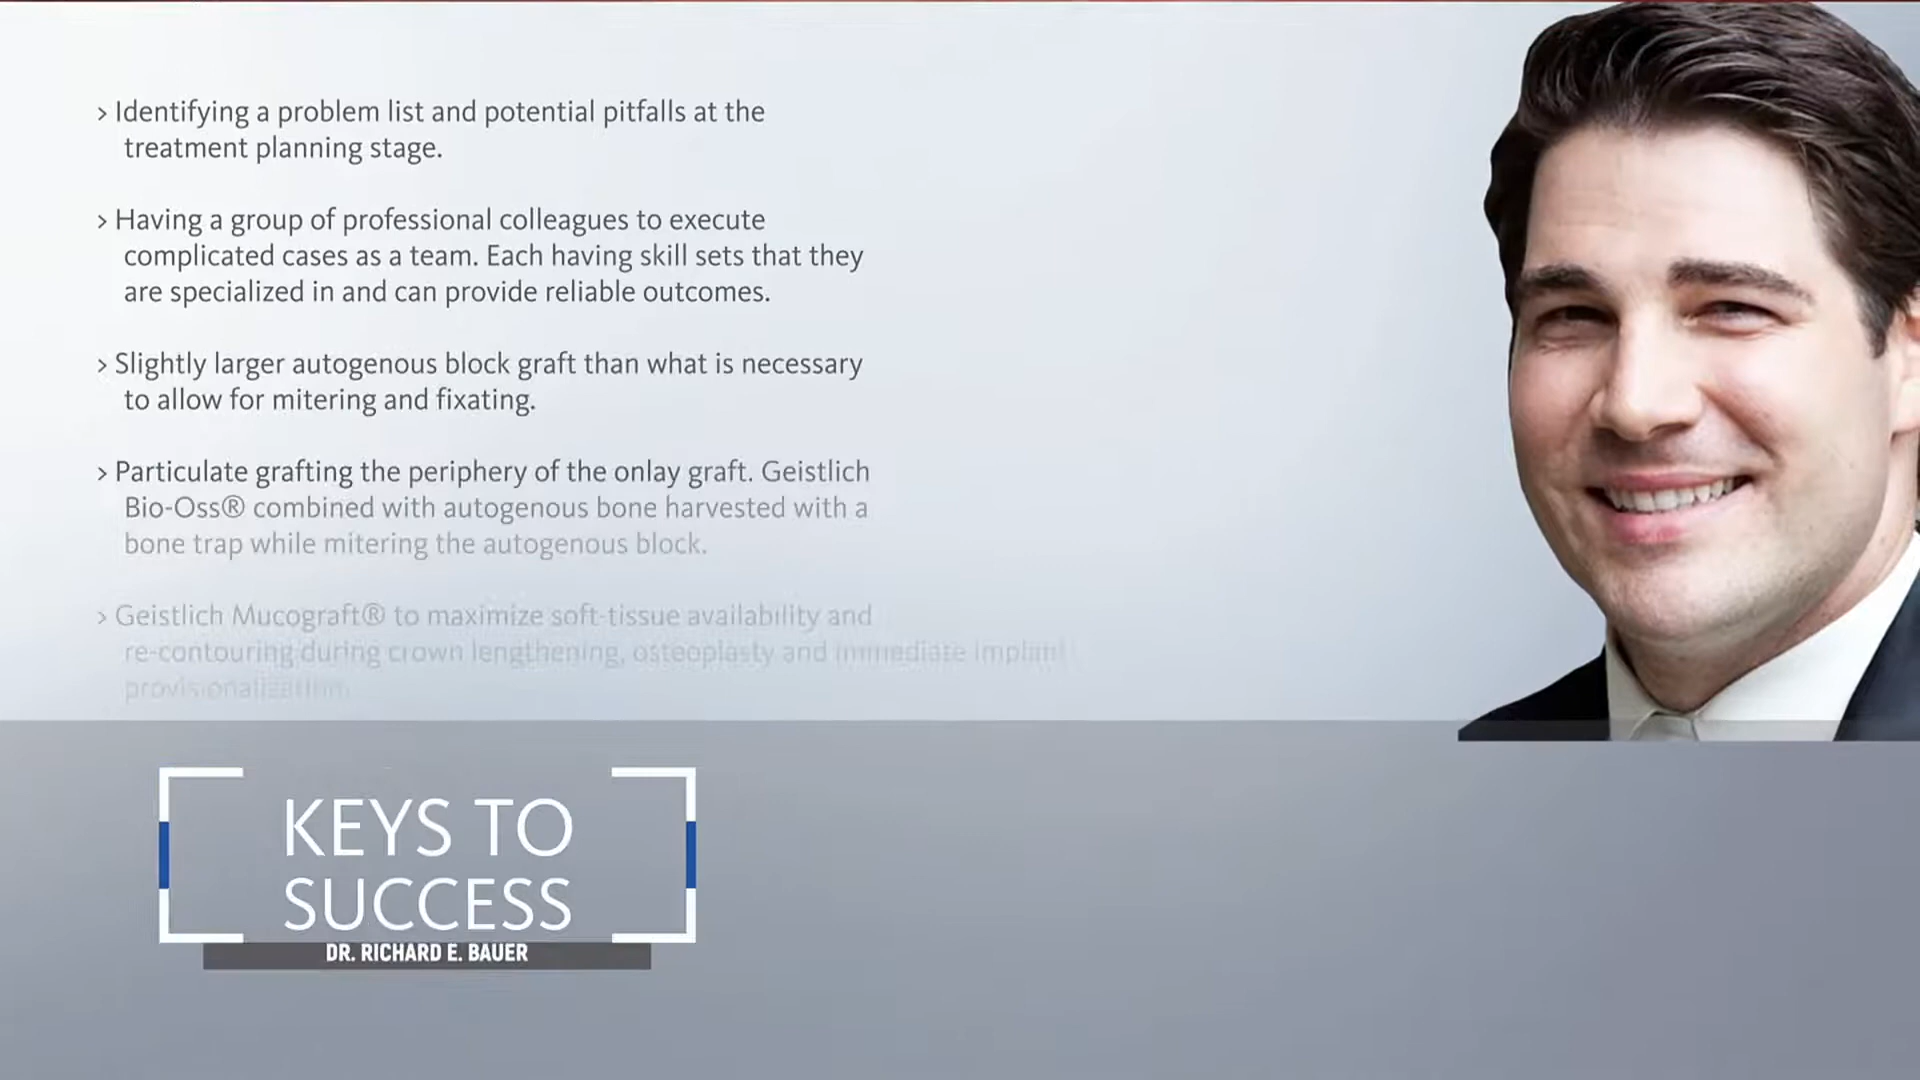 > Identifying a problem list and potential pitfalls at the
treatment planning stage.
> Having a group of professional colleagues to execute
complicated cases as a team. Each having skill sets that they
are specialized in and can provide reliable outcomes.
> Slightly larger autogenous block graft than what is necessary
to allow for mitering and fixating.
> Particulate grafting the periphery of the onlay graft. Geistlich
Bio-Oss® combined with autogenous bone harvested with a
bone trap while mitering the autogenous block.
> Geistlich Mucograft® to maximize soft-tissue availability and
re-contouring during crown lengthening, osteoplasty and immediate implant
provisionalization.
KEYS TO
SUCCESS
DR. RICHARD E. BAUER